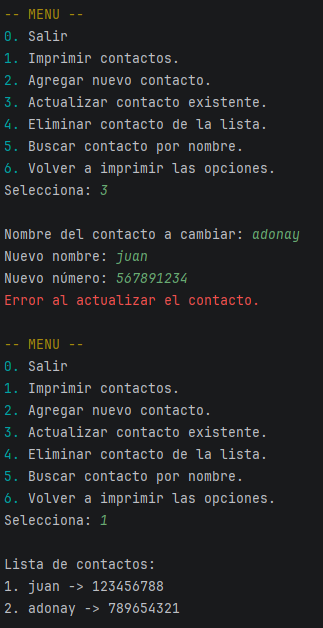 -- MENU --
0. Salir
1. Imprimir contactos.
2. Agregar nuevo contacto.
3. Actualizar contacto existente.
4. Eliminar contacto de la lista.
5. Buscar contacto por nombre.
6. Volver a imprimir las opciones.
Selecciona: 3
Nombre del contacto a cambiar: adonay
Nuevo nombre: juan
Nuevo número: 567891234
Error al actualizar el contacto.
-- MENU --
0. Salir
1. Imprimir contactos.
2. Agregar nuevo contacto.
3. Actualizar contacto existente.
4. Eliminar contacto de la lista.
5. Buscar contacto por nombre.
6. Volver a imprimir las opciones.
Selecciona: 1
Lista de contactos:
1. juan -> 123456788
2. adonay -> 789654321